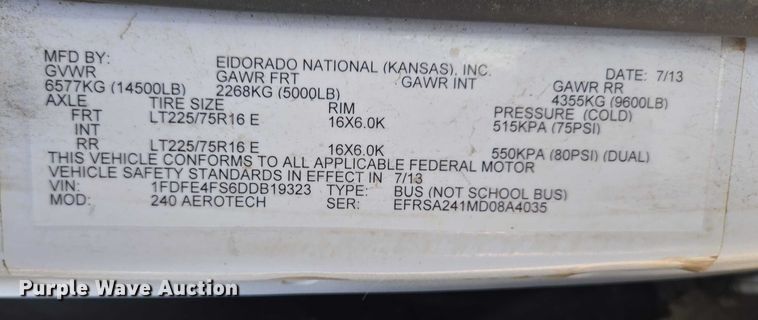 MFD BY: EIDORADO NATIONAL (KANSAS), INC. DATE: 7/13
GVWR GAWR FRT GAWR INT GAWR RR
6577KG (14500LB) 2268KG (5000LB) 4355KG (9600LB)
AXLE TIRE SIZE RIM PRESSURE (COLD)
FRT LT225/75R16 E 16X6.0K 515KPA (75PSI)
INT
RR LT225/75R16 E 16X6.0K 550KPA (80PSI) (DUAL)
THIS VEHICLE CONFORMS TO ALL APPLICABLE FEDERAL MOTOR
VEHICLE SAFETY STANDARDS IN EFFECT IN 7/13
VIN: 1FDFE4FS6DDB19323 TYPE: BUS (NOT SCHOOL BUS)
MOD: 240 AEROTECH SER: EFRSA241MD08A4035
Purple Wave Auction